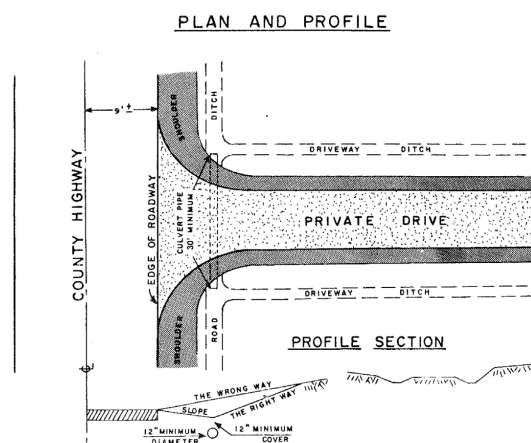 PLAN AND PROFILE
9' ±
SHOULDER
DITCH
DRIVEWAY DITCH
COUNTY HIGHWAY
EDGE OF ROADWAY
CULVERT PIPE
30' MINIMUM
PRIVATE DRIVE
DRIVEWAY DITCH
SHOULDER
ROAD
PROFILE SECTION
THE WRONG WAY
SLOPE
THE RIGHT WAY
12" MINIMUM
DIAMETER
12" MINIMUM
COVER